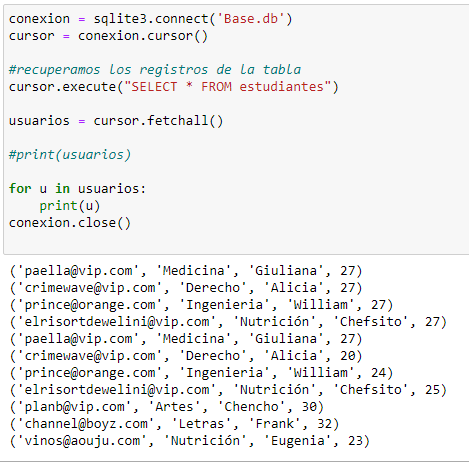 conexion = sqlite3.connect('Base.db')
cursor = conexion.cursor()
#recuperamos los registros de la tabla
cursor.execute("SELECT * FROM estudiantes")
usuarios = cursor.fetchall()
#print(usuarios)
for u in usuarios:
    print(u)
conexion.close()
('paella@vip.com', 'Medicina', 'Giuliana', 27)
('crimewave@vip.com', 'Derecho', 'Alicia', 27)
('prince@orange.com', 'Ingenieria', 'William', 27)
('elrisortdewelini@vip.com', 'Nutrición', 'Chefsito', 27)
('paella@vip.com', 'Medicina', 'Giuliana', 27)
('crimewave@vip.com', 'Derecho', 'Alicia', 20)
('prince@orange.com', 'Ingenieria', 'William', 24)
('elrisortdewelini@vip.com', 'Nutrición', 'Chefsito', 25)
('planb@vip.com', 'Artes', 'Chencho', 30)
('channel@boyz.com', 'Letras', 'Frank', 32)
('vinos@aouju.com', 'Nutrición', 'Eugenia', 23)